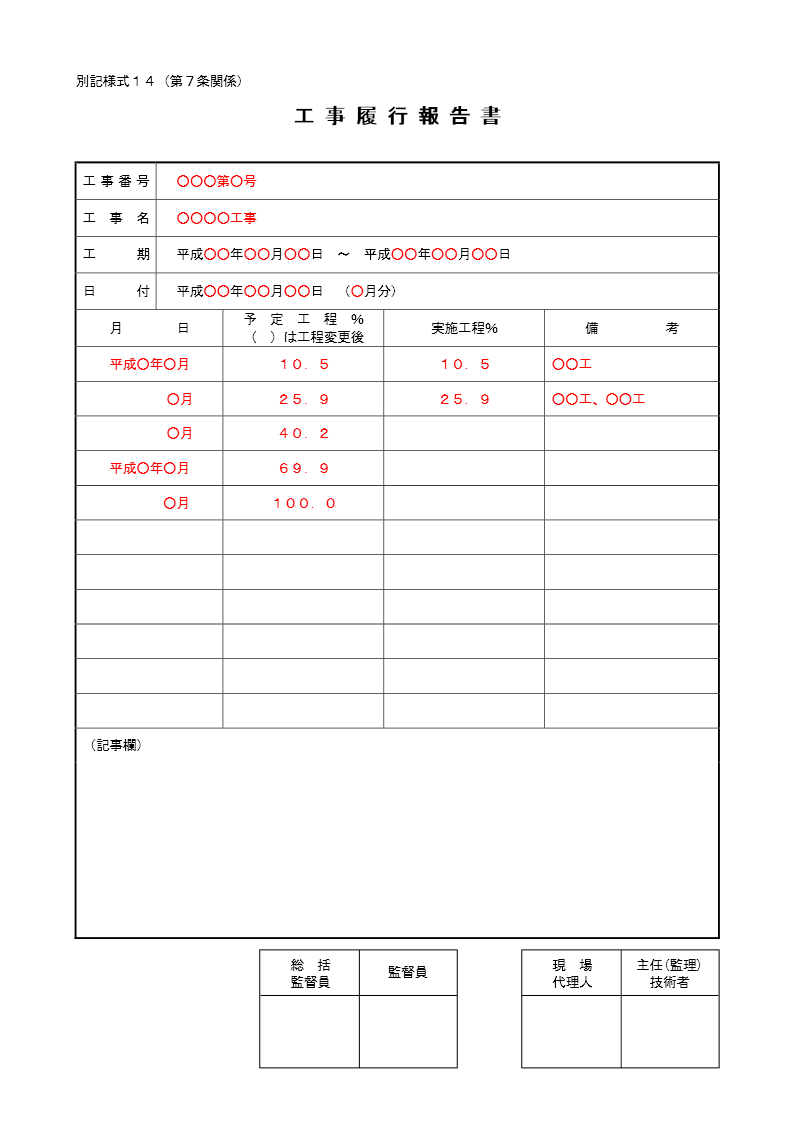 別記様式１４（第７条関係）
工事履行報告書
工事番号　〇〇〇第〇号
工　事　名　〇〇〇〇工事
工　　　期　平成〇〇年〇〇月〇〇日　～　平成〇〇年〇〇月〇〇日
日　　　付　平成〇〇年〇〇月〇〇日　（〇月分）
月　　　　日　予　定　工　程　％　（　）は工程変更後　実施工程％　備　　　　　考
平成〇年〇月　１０．５　１０．５　〇〇工
〇月　２５．９　２５．９　〇〇工、〇〇工
〇月　４０．２
平成〇年〇月　６９．９
〇月　１００．０
（記事欄）
総　括　監督員　監督員　現　場　代理人　主任（監理）技術者